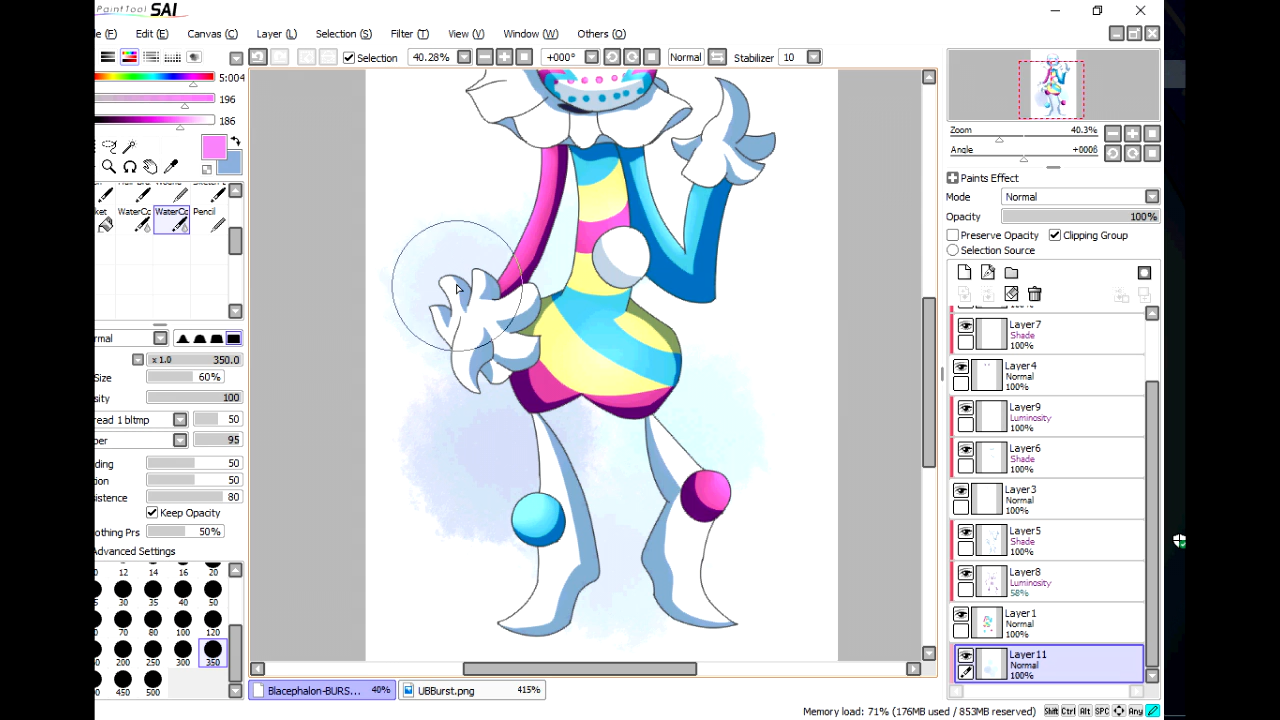 PaintTool SAI
le (F) Edit (E) Canvas (C) Layer (L) Selection (S) Filter (T) View (V) Window (W) Others (O)
Selection 40.28% +000° Normal Stabilizer 10
5:004
196
186
WaterCo WaterCo Pencil
rmal
x 1.0 350.0
Size 60%
sity 100
read 1 bltmp 50
per 95
ding 50
tion 50
sistence 80
Keep Opacity
othing Prs 50%
Advanced Settings
12 14 16 20
30 35 40 50
70 80 100 120
200 250 300 350
450 500
Zoom 40.3%
Angle +0006
Paints Effect
Mode Normal
Opacity 100%
Preserve Opacity Clipping Group
Selection Source
Layer7
Shade
100%
Layer4
Normal
100%
Layer9
Luminosity
100%
Layer6
Shade
100%
Layer3
Normal
100%
Layer5
Shade
100%
Layer8
Luminosity
58%
Layer1
Normal
100%
Layer11
Normal
100%
Blacephalon-BURS... 40% UBBurst.png 415%
Memory load: 71% (176MB used / 853MB reserved) Shift Ctrl Alt SPC Any